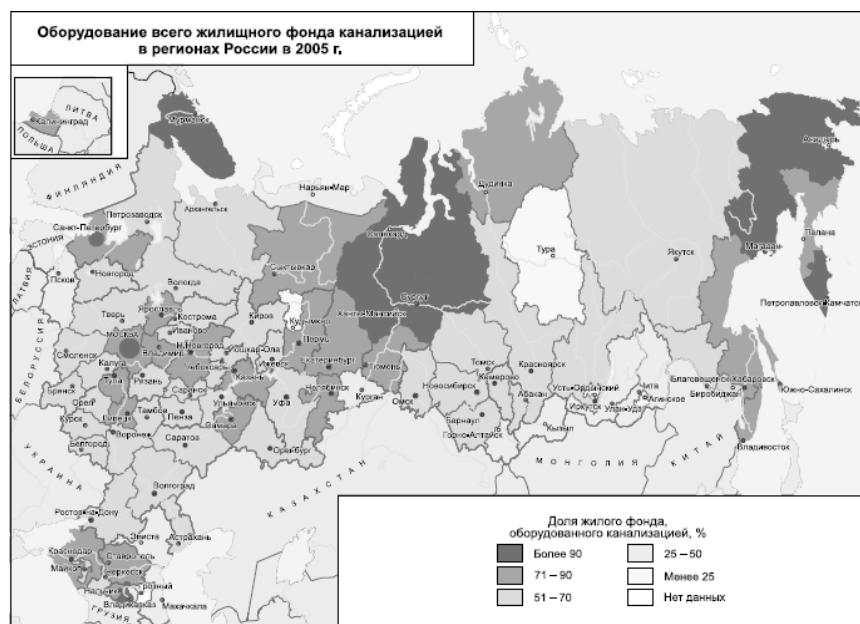 Оборудование всего жилищного фонда канализацией
в регионах России в 2005 г.
ЛИТВА
Калининград
ПОЛЬША
Мурманск
ФИНЛЯНДИЯ
Нарьян-Мар
Дудинка
Анадырь
Архангельск
Петрозаводск
Санкт-Петербург
ЭСТОНИЯ
Палана
Магадан
Тура
Якутск
Салехард
Сыктывкар
Сургут
Петропавловск-Камчатский
ЛАТВИЯ
Псков
Новгород
Вологда
Ханты-Мансийск
Тверь
Ярославль
Кострома
Киров
Кудымкар
Иваново
МОСКВА
Пермь
БЕЛОРУССИЯ
Смоленск
Владимир
Н.Новгород
Йошкар-Ола
Екатеринбург
Тюмень
Томск
Красноярск
Калуга
Чебоксары
Ижевск
Казань
Тула
Рязань
Саранск
Челябинск
Курган
Омск
Новосибирск
Кемерово
Усть-Ордынский
Чита
Благовещенск
Хабаровск
Южно-Сахалинск
Брянск
Орел
Липецк
Тамбов
Пенза
Ульяновск
Самара
Уфа
Барнаул
Абакан
Иркутск
Улан-Удэ
Агинское
Биробиджан
Курск
Воронеж
Саратов
Оренбург
Горно-Алтайск
Кызыл
Белгород
МОНГОЛИЯ
КИТАЙ
Владивосток
УКРАИНА
КАЗАХСТАН
Волгоград
Ростов-на-Дону
Элиста
Астрахань
Краснодар
Ставрополь
Майкоп
Черкесск
Нальчик
Грозный
Владикавказ
Махачкала
ГРУЗИЯ
Доля жилого фонда,
оборудованного канализацией, %
Более 90
25 – 50
71 – 90
Менее 25
51 – 70
Нет данных